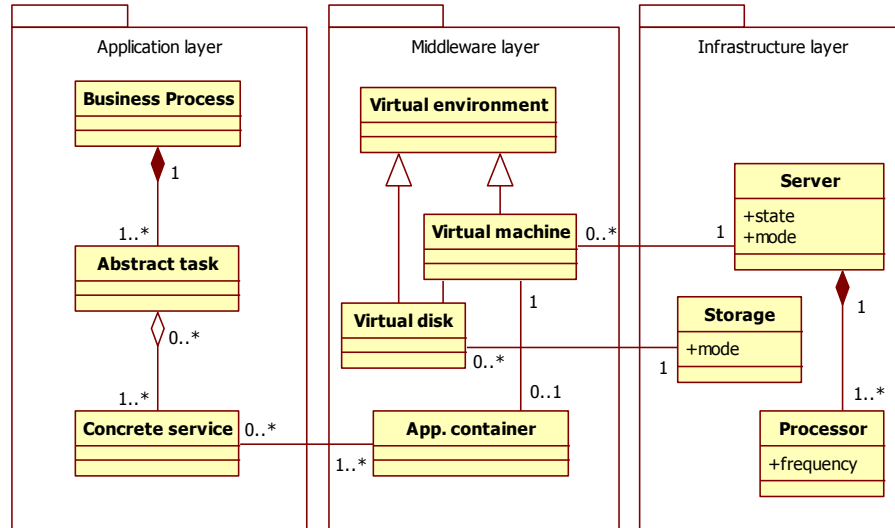 Application layer
Business Process
1
1..*
Abstract task
0..*
1..*
Concrete service
0..*
Middleware layer
Virtual environment
Virtual machine
0..*
1
Virtual disk
0..*
0..1
App. container
1..*
Infrastructure layer
Server
+state
+mode
1
1
Storage
+mode
1
1..*
Processor
+frequency